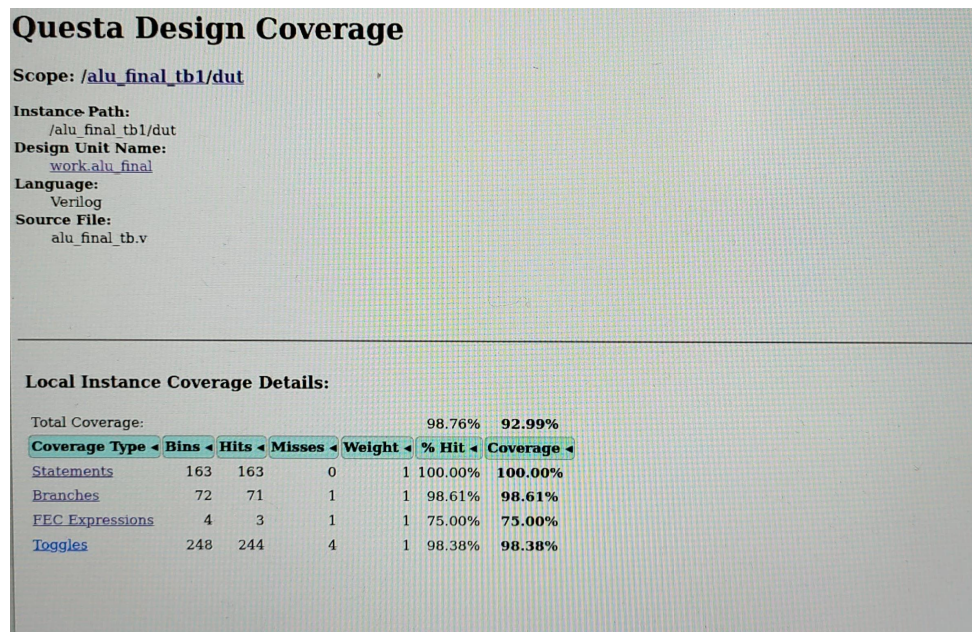 Questa Design Coverage
Scope: /alu_final_tb1/dut
Instance Path:
/alu_final_tb1/dut
Design Unit Name:
work.alu_final
Language:
Verilog
Source File:
alu_final_tb.v
Local Instance Coverage Details:
Total Coverage: 98.76% 92.99%
Coverage Type ◄ Bins ◄ Hits ◄ Misses ◄ Weight ◄ % Hit ◄ Coverage ◄
Statements 163 163 0 1 100.00% 100.00%
Branches 72 71 1 1 98.61% 98.61%
FEC Expressions 4 3 1 1 75.00% 75.00%
Toggles 248 244 4 1 98.38% 98.38%